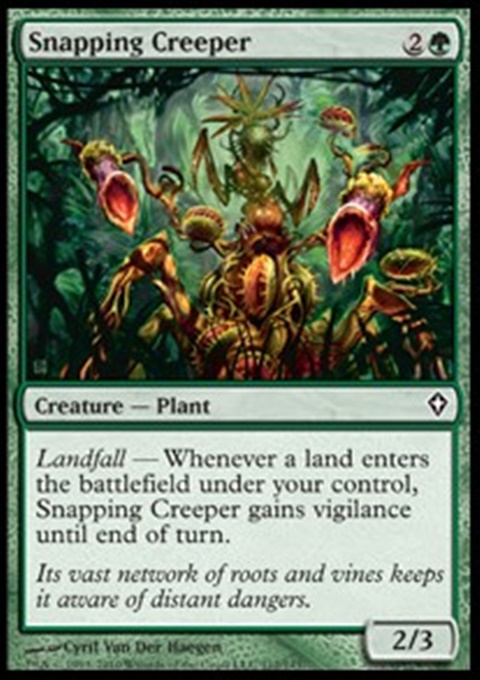 Snapping Creeper 2
Creature — Plant
Landfall — Whenever a land enters
the battlefield under your control,
Snapping Creeper gains vigilance
until end of turn.
Its vast network of roots and vines keeps
it aware of distant dangers.
Cyril Van Der Haegen
2/3